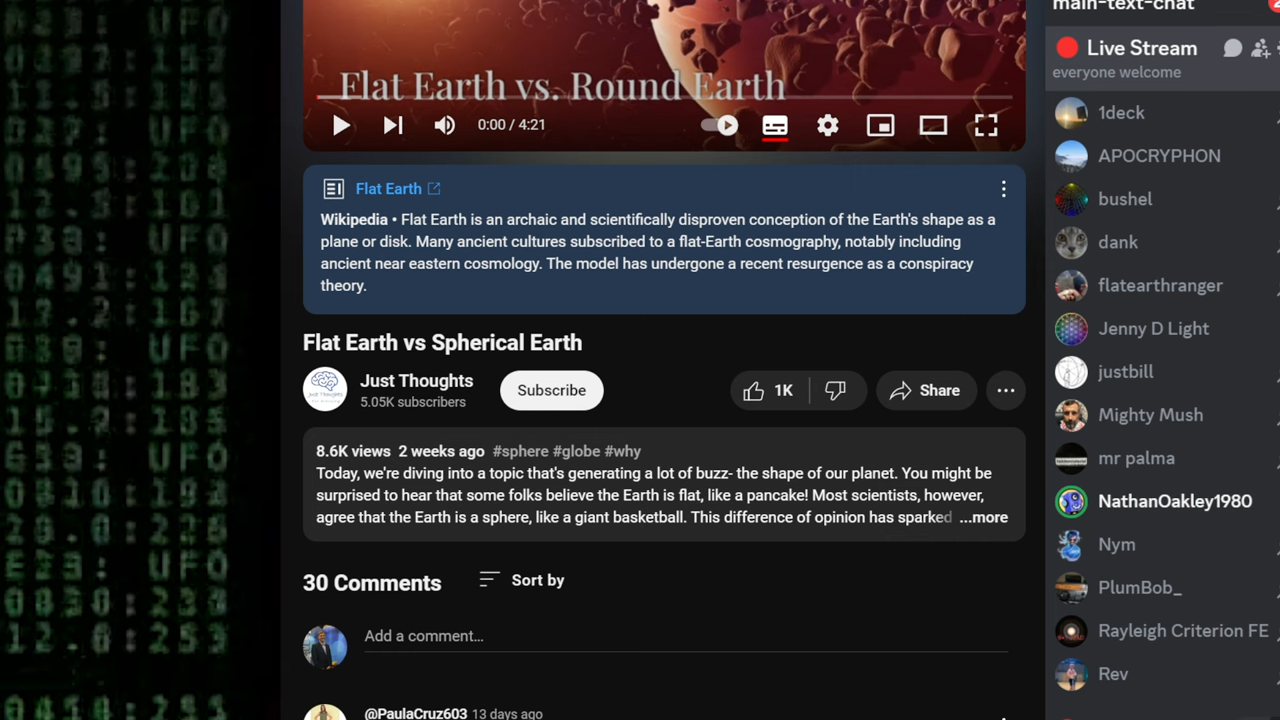 Flat Earth vs. Round Earth
0:00 / 4:21
Flat Earth
Wikipedia • Flat Earth is an archaic and scientifically disproven conception of the Earth's shape as a
plane or disk. Many ancient cultures subscribed to a flat-Earth cosmography, notably including
ancient near eastern cosmology. The model has undergone a recent resurgence as a conspiracy
theory.
Flat Earth vs Spherical Earth
Just Thoughts
5.05K subscribers
Subscribe
1K
Share
8.6K views 2 weeks ago #sphere #globe #why
Today, we're diving into a topic that's generating a lot of buzz- the shape of our planet. You might be
surprised to hear that some folks believe the Earth is flat, like a pancake! Most scientists, however,
agree that the Earth is a sphere, like a giant basketball. This difference of opinion has sparked ...more
30 Comments
Sort by
Add a comment...
@PaulaCruz603 13 days ago
main-text-chat
Live Stream
everyone welcome
1deck
APOCRYPHON
bushel
dank
flatearthranger
Jenny D Light
justbill
Mighty Mush
mr palma
NathanOakley1980
Nym
PlumBob_
Rayleigh Criterion FE
Rev